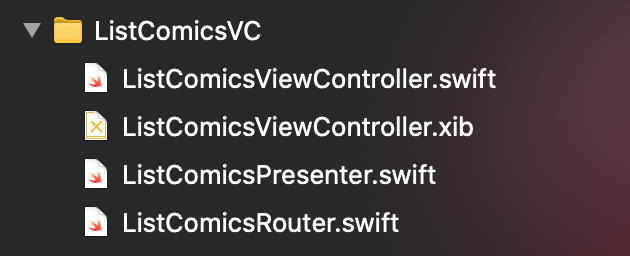 ListComicsVC
ListComicsViewController.swift
ListComicsViewController.xib
ListComicsPresenter.swift
ListComicsRouter.swift